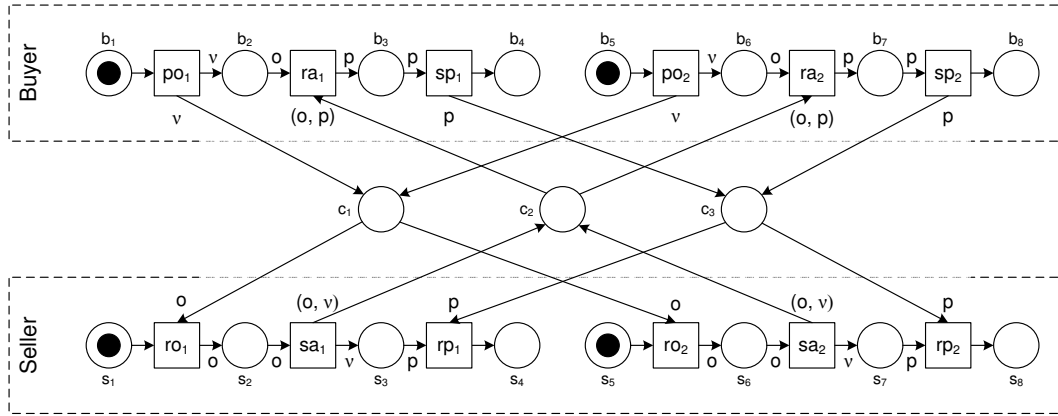 Buyer
b₁ b₂ b₃ b₄ b₅ b₆ b₇ b₈
po₁ ν o ra₁ p p sp₁ po₂ ν o ra₂ p p sp₂
ν (o, p) p ν (o, p) p
c₁ c₂ c₃
Seller
o (o, ν) p o (o, ν) p
ro₁ o o sa₁ ν p rp₁ ro₂ o o sa₂ ν p rp₂
s₁ s₂ s₃ s₄ s₅ s₆ s₇ s₈